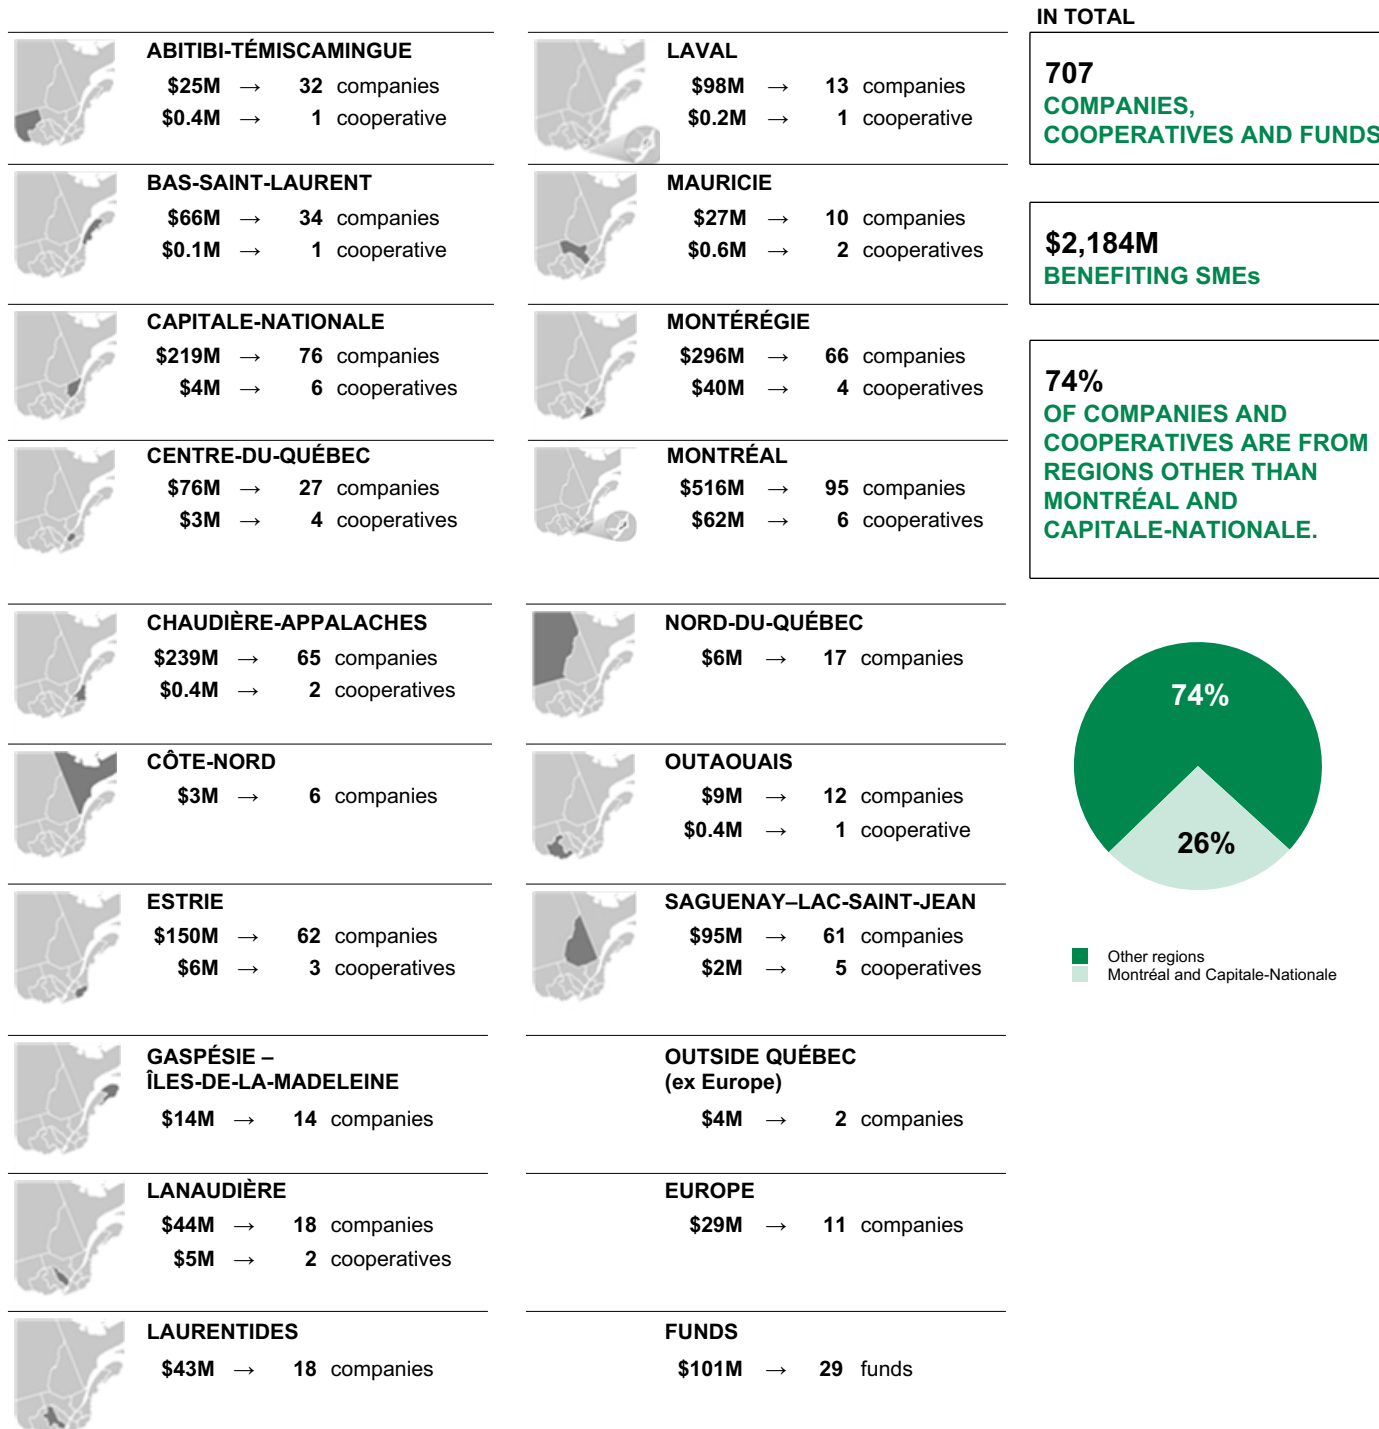 ABITIBI-TÉMISCAMINGUE
$25M → 32 companies
$0.4M → 1 cooperative
BAS-SAINT-LAURENT
$66M → 34 companies
$0.1M → 1 cooperative
CAPITALE-NATIONALE
$219M → 76 companies
$4M → 6 cooperatives
CENTRE-DU-QUÉBEC
$76M → 27 companies
$3M → 4 cooperatives
CHAUDIÈRE-APPALACHES
$239M → 65 companies
$0.4M → 2 cooperatives
CÔTE-NORD
$3M → 6 companies
ESTRIE
$150M → 62 companies
$6M → 3 cooperatives
GASPÉSIE –
ÎLES-DE-LA-MADELEINE
$14M → 14 companies
LANAUDIÈRE
$44M → 18 companies
$5M → 2 cooperatives
LAURENTIDES
$43M → 18 companies
LAVAL
$98M → 13 companies
$0.2M → 1 cooperative
MAURICIE
$27M → 10 companies
$0.6M → 2 cooperatives
MONTÉRÉGIE
$296M → 66 companies
$40M → 4 cooperatives
MONTRÉAL
$516M → 95 companies
$62M → 6 cooperatives
NORD-DU-QUÉBEC
$6M → 17 companies
OUTAOUAIS
$9M → 12 companies
$0.4M → 1 cooperative
SAGUENAY–LAC-SAINT-JEAN
$95M → 61 companies
$2M → 5 cooperatives
OUTSIDE QUÉBEC
(ex Europe)
$4M → 2 companies
EUROPE
$29M → 11 companies
FUNDS
$101M → 29 funds
IN TOTAL
707
COMPANIES,
COOPERATIVES AND FUNDS
$2,184M
BENEFITING SMEs
74%
OF COMPANIES AND
COOPERATIVES ARE FROM
REGIONS OTHER THAN
MONTRÉAL AND
CAPITALE-NATIONALE.
74%
26%
Other regions
Montréal and Capitale-Nationale